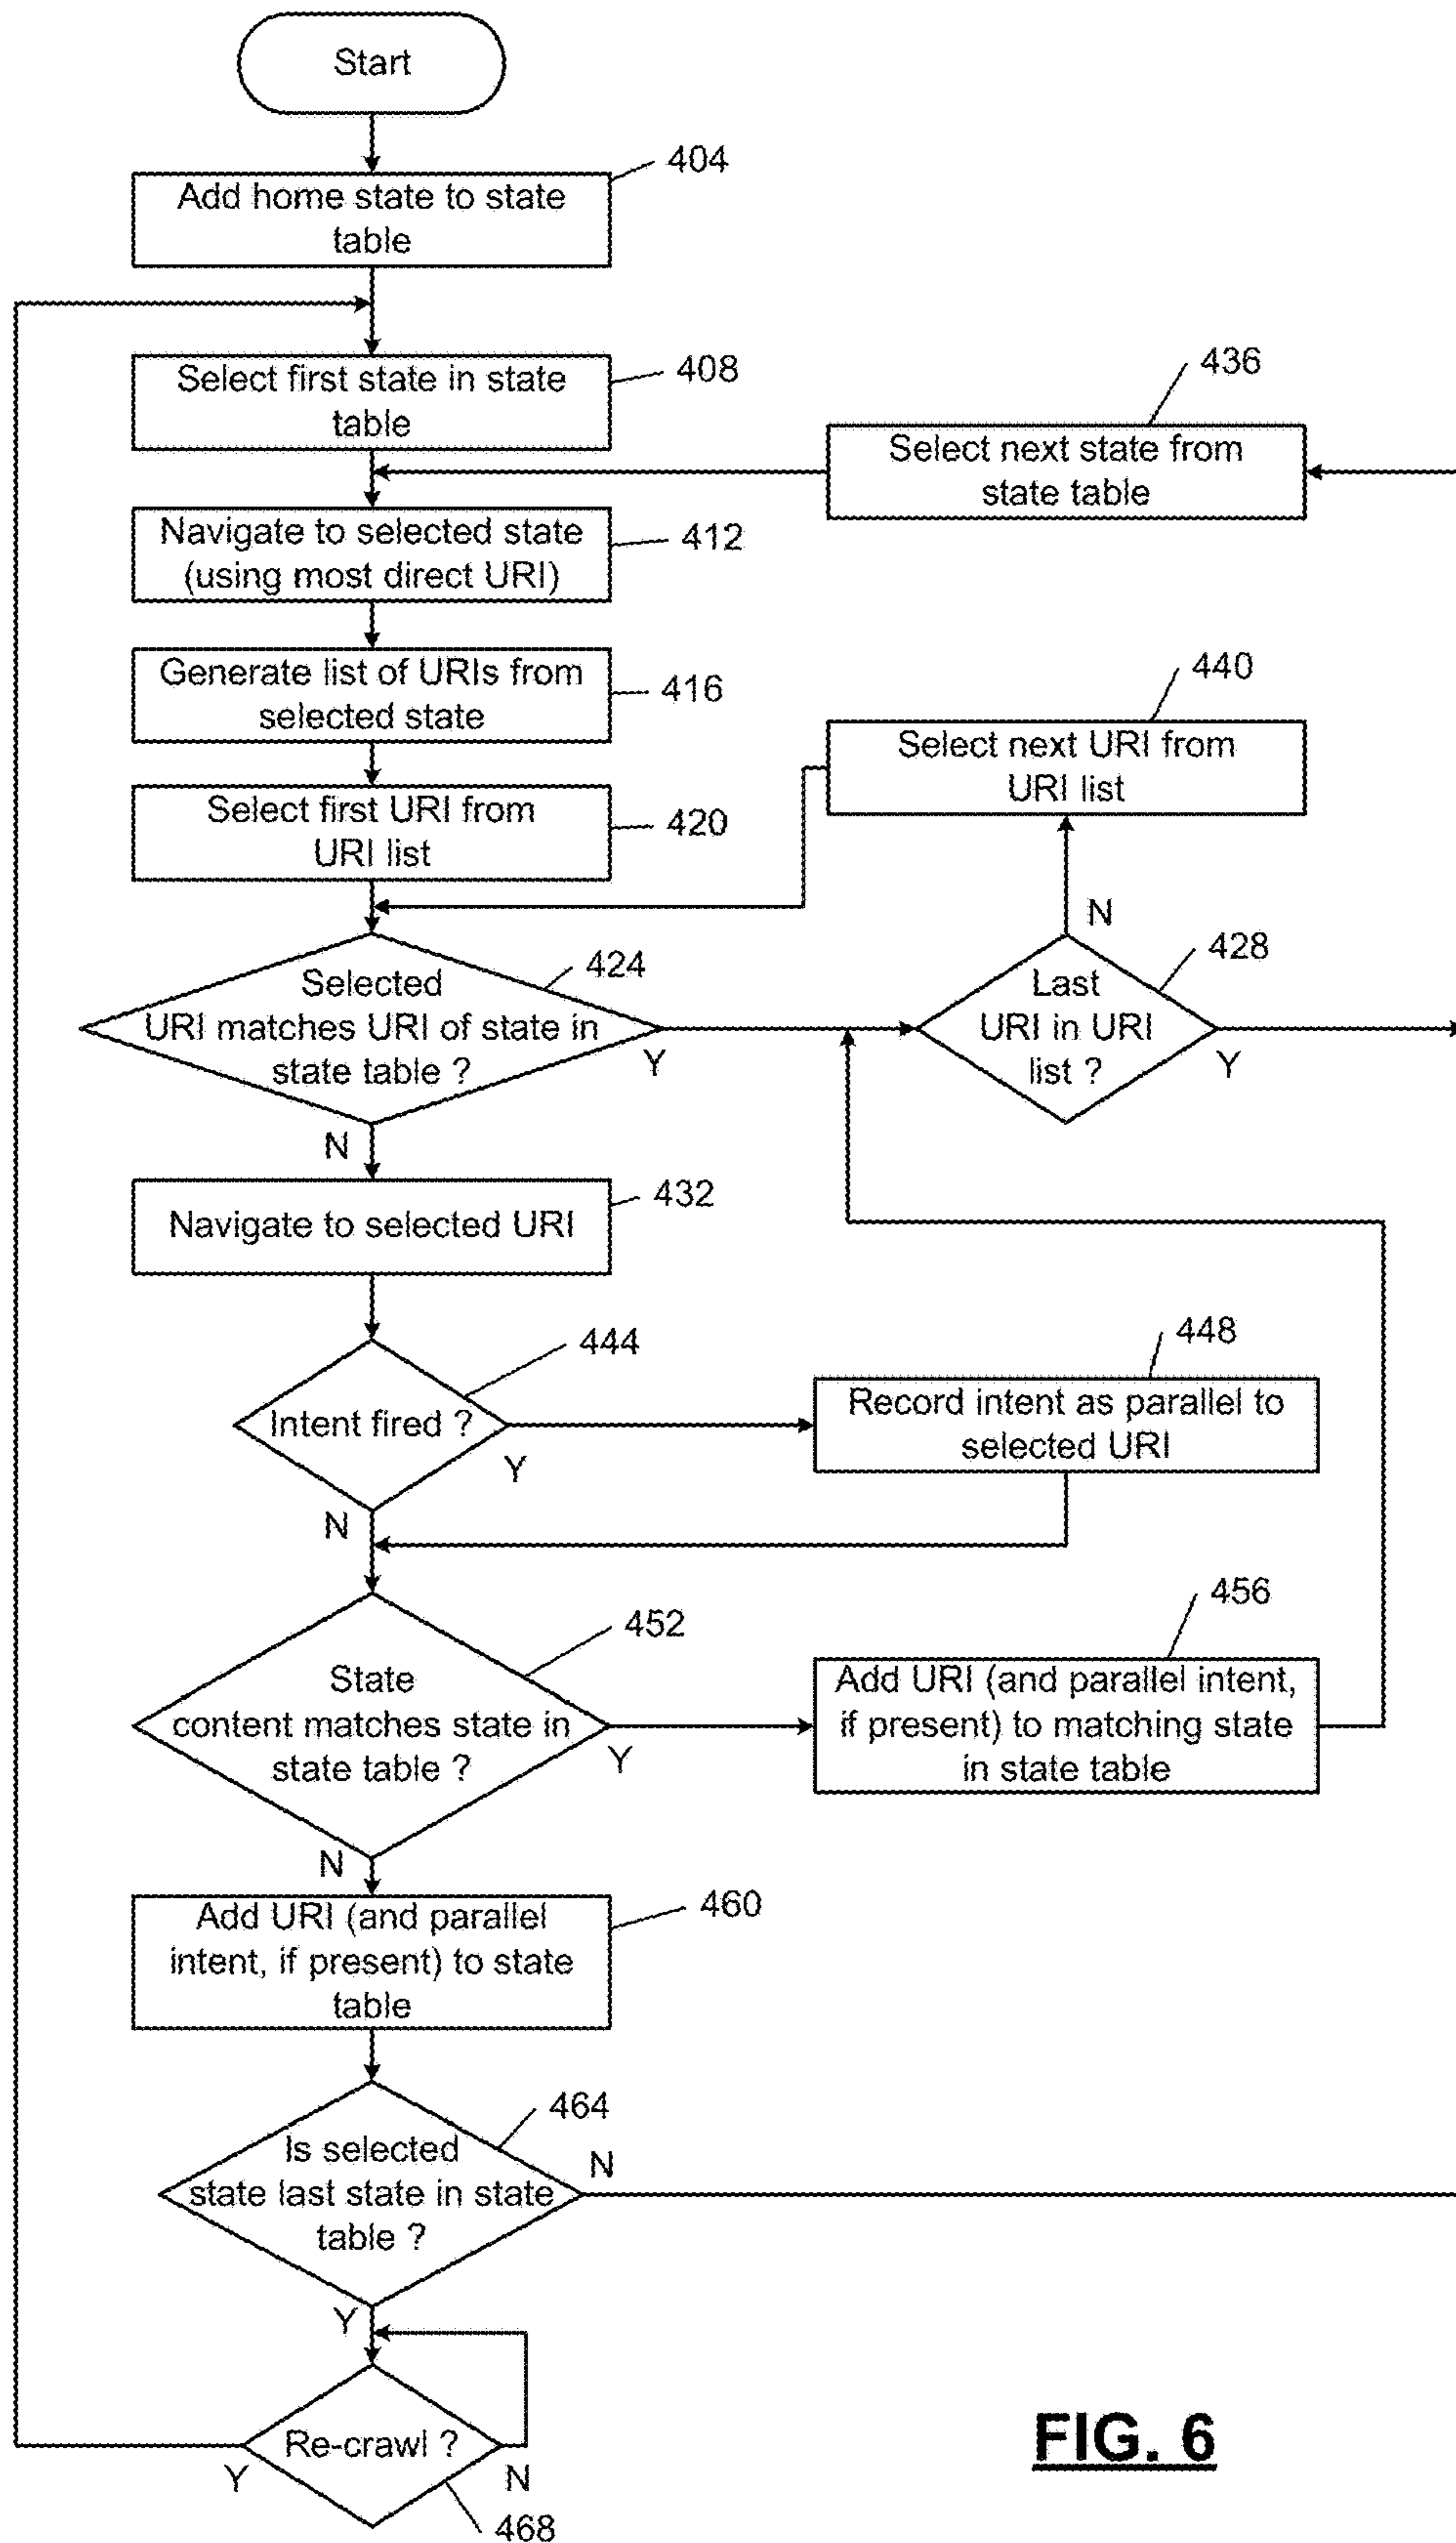 Start
404
Add home state to state
table
408
Select first state in state
table
436
Select next state from
state table
412
Navigate to selected state
(using most direct URI)
416
Generate list of URIs from
selected state
440
Select next URI from
URI list
420
Select first URI from
URI list
N
424
Selected
URI matches URI of state in
state table ?
Y
428
Last
URI in URI
list ?
Y
N
432
Navigate to selected URI
444
Intent fired ?
Y
448
Record intent as parallel to
selected URI
N
452
State
content matches state in
state table ?
Y
456
Add URI (and parallel intent,
if present) to matching state
in state table
N
460
Add URI (and parallel
intent, if present) to state
table
464
Is selected
state last state in state
table ?
N
Y
Re-crawl ?
Y
N
468
FIG. 6